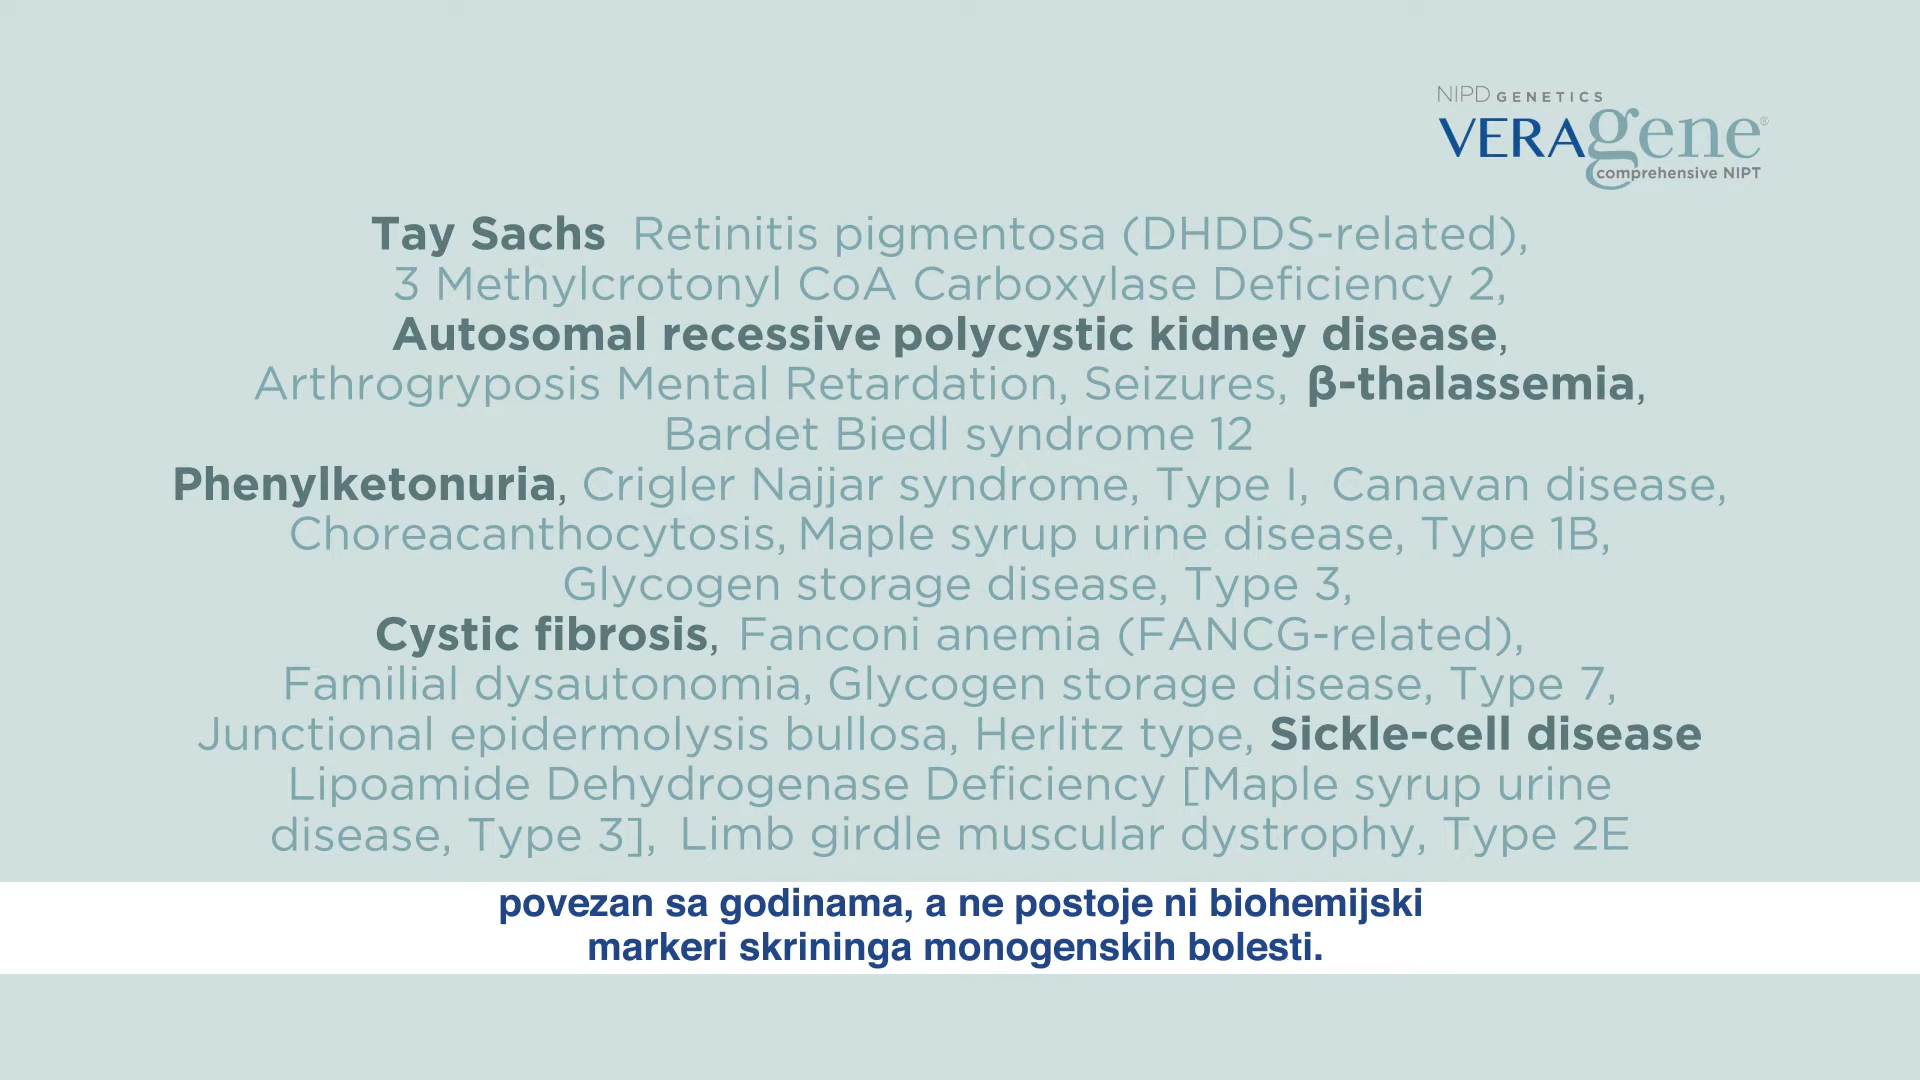 NIPD GENETICS
VERAgene®
comprehensive NIPT
Tay Sachs Retinitis pigmentosa (DHDDS-related),
3 Methylcrotonyl CoA Carboxylase Deficiency 2,
Autosomal recessive polycystic kidney disease,
Arthrogryposis Mental Retardation, Seizures, β-thalassemia,
Bardet Biedl syndrome 12
Phenylketonuria, Crigler Najjar syndrome, Type I, Canavan disease,
Choreacanthocytosis, Maple syrup urine disease, Type 1B,
Glycogen storage disease, Type 3,
Cystic fibrosis, Fanconi anemia (FANCG-related),
Familial dysautonomia, Glycogen storage disease, Type 7,
Junctional epidermolysis bullosa, Herlitz type, Sickle-cell disease
Lipoamide Dehydrogenase Deficiency [Maple syrup urine
disease, Type 3], Limb girdle muscular dystrophy, Type 2E
povezan sa godinama, a ne postoje ni biohemijski
markeri skrininga monogenskih bolesti.